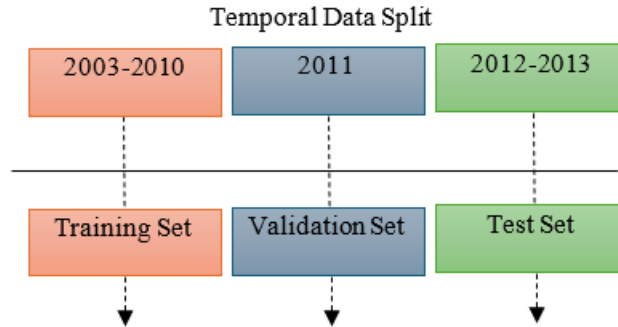 Temporal Data Split
2003-2010
2011
2012-2013
Training Set
Validation Set
Test Set